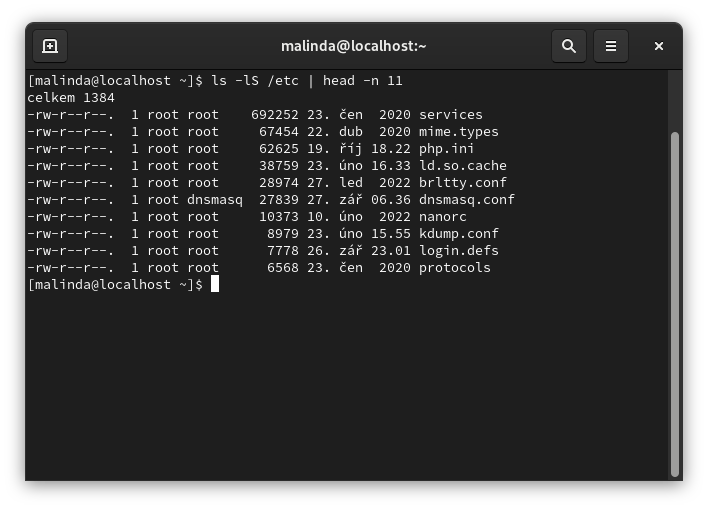 malinda@localhost:~
[malinda@localhost ~]$ ls -lS /etc | head -n 11
celkem 1384
-rw-r--r--.  1 root root    692252 23. čen  2020 services
-rw-r--r--.  1 root root     67454 22. dub  2020 mime.types
-rw-r--r--.  1 root root     62625 19. říj 18.22 php.ini
-rw-r--r--.  1 root root     38759 23. úno 16.33 ld.so.cache
-rw-r--r--.  1 root root     28974 27. led  2022 brltty.conf
-rw-r--r--.  1 root dnsmasq  27839 27. zář 06.36 dnsmasq.conf
-rw-r--r--.  1 root root     10373 10. úno  2022 nanorc
-rw-r--r--.  1 root root      8979 23. úno 15.55 kdump.conf
-rw-r--r--.  1 root root      7778 26. zář 23.01 login.defs
-rw-r--r--.  1 root root      6568 23. čen  2020 protocols
[malinda@localhost ~]$